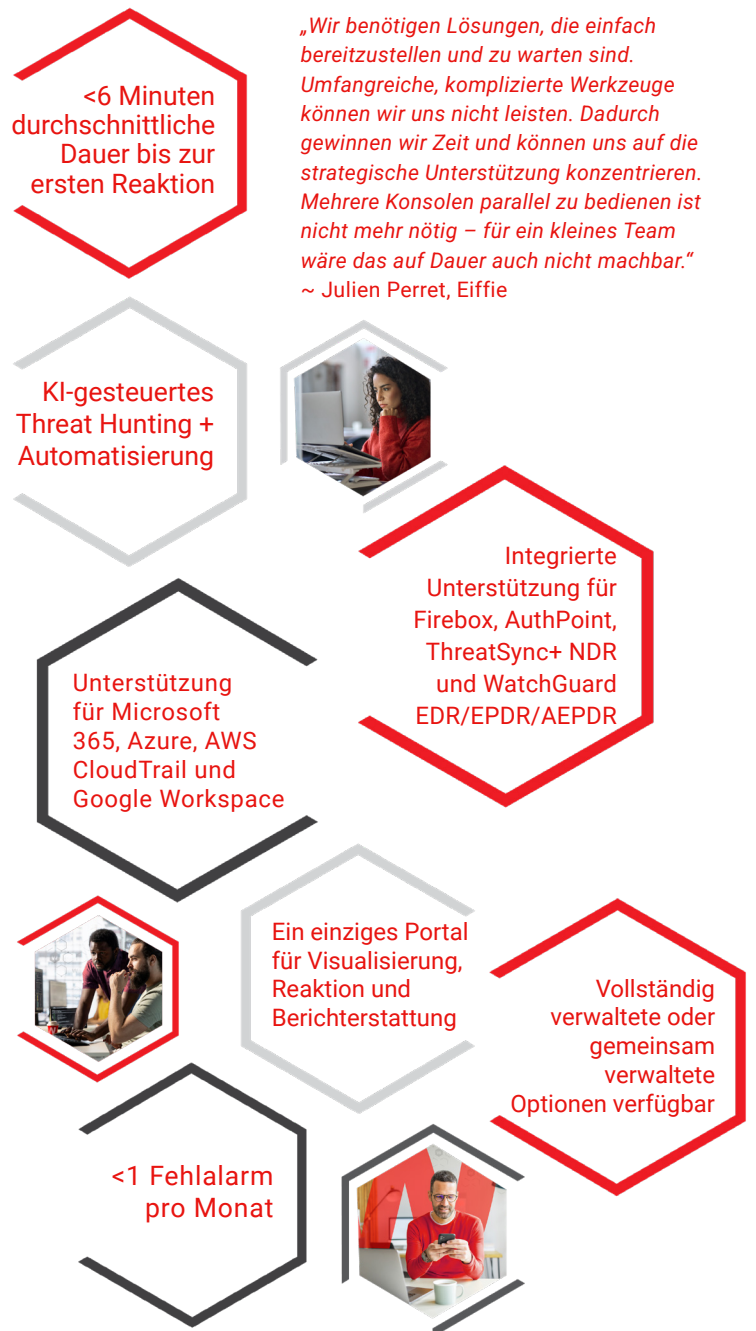 <6 Minuten
durchschnittliche
Dauer bis zur
ersten Reaktion
„Wir benötigen Lösungen, die einfach
bereitzustellen und zu warten sind.
Umfangreiche, komplizierte Werkzeuge
können wir uns nicht leisten. Dadurch
gewinnen wir Zeit und können uns auf die
strategische Unterstützung konzentrieren.
Mehrere Konsolen parallel zu bedienen ist
nicht mehr nötig – für ein kleines Team
wäre das auf Dauer auch nicht machbar.“
~ Julien Perret, Eiffie
KI-gesteuertes
Threat Hunting +
Automatisierung
Integrierte
Unterstützung für
Firebox, AuthPoint,
ThreatSync+ NDR
und WatchGuard
EDR/EPDR/AEPDR
Unterstützung
für Microsoft
365, Azure, AWS
CloudTrail und
Google Workspace
Ein einziges Portal
für Visualisierung,
Reaktion und
Berichterstattung
Vollständig
verwaltete oder
gemeinsam
verwaltete
Optionen verfügbar
<1 Fehlalarm
pro Monat